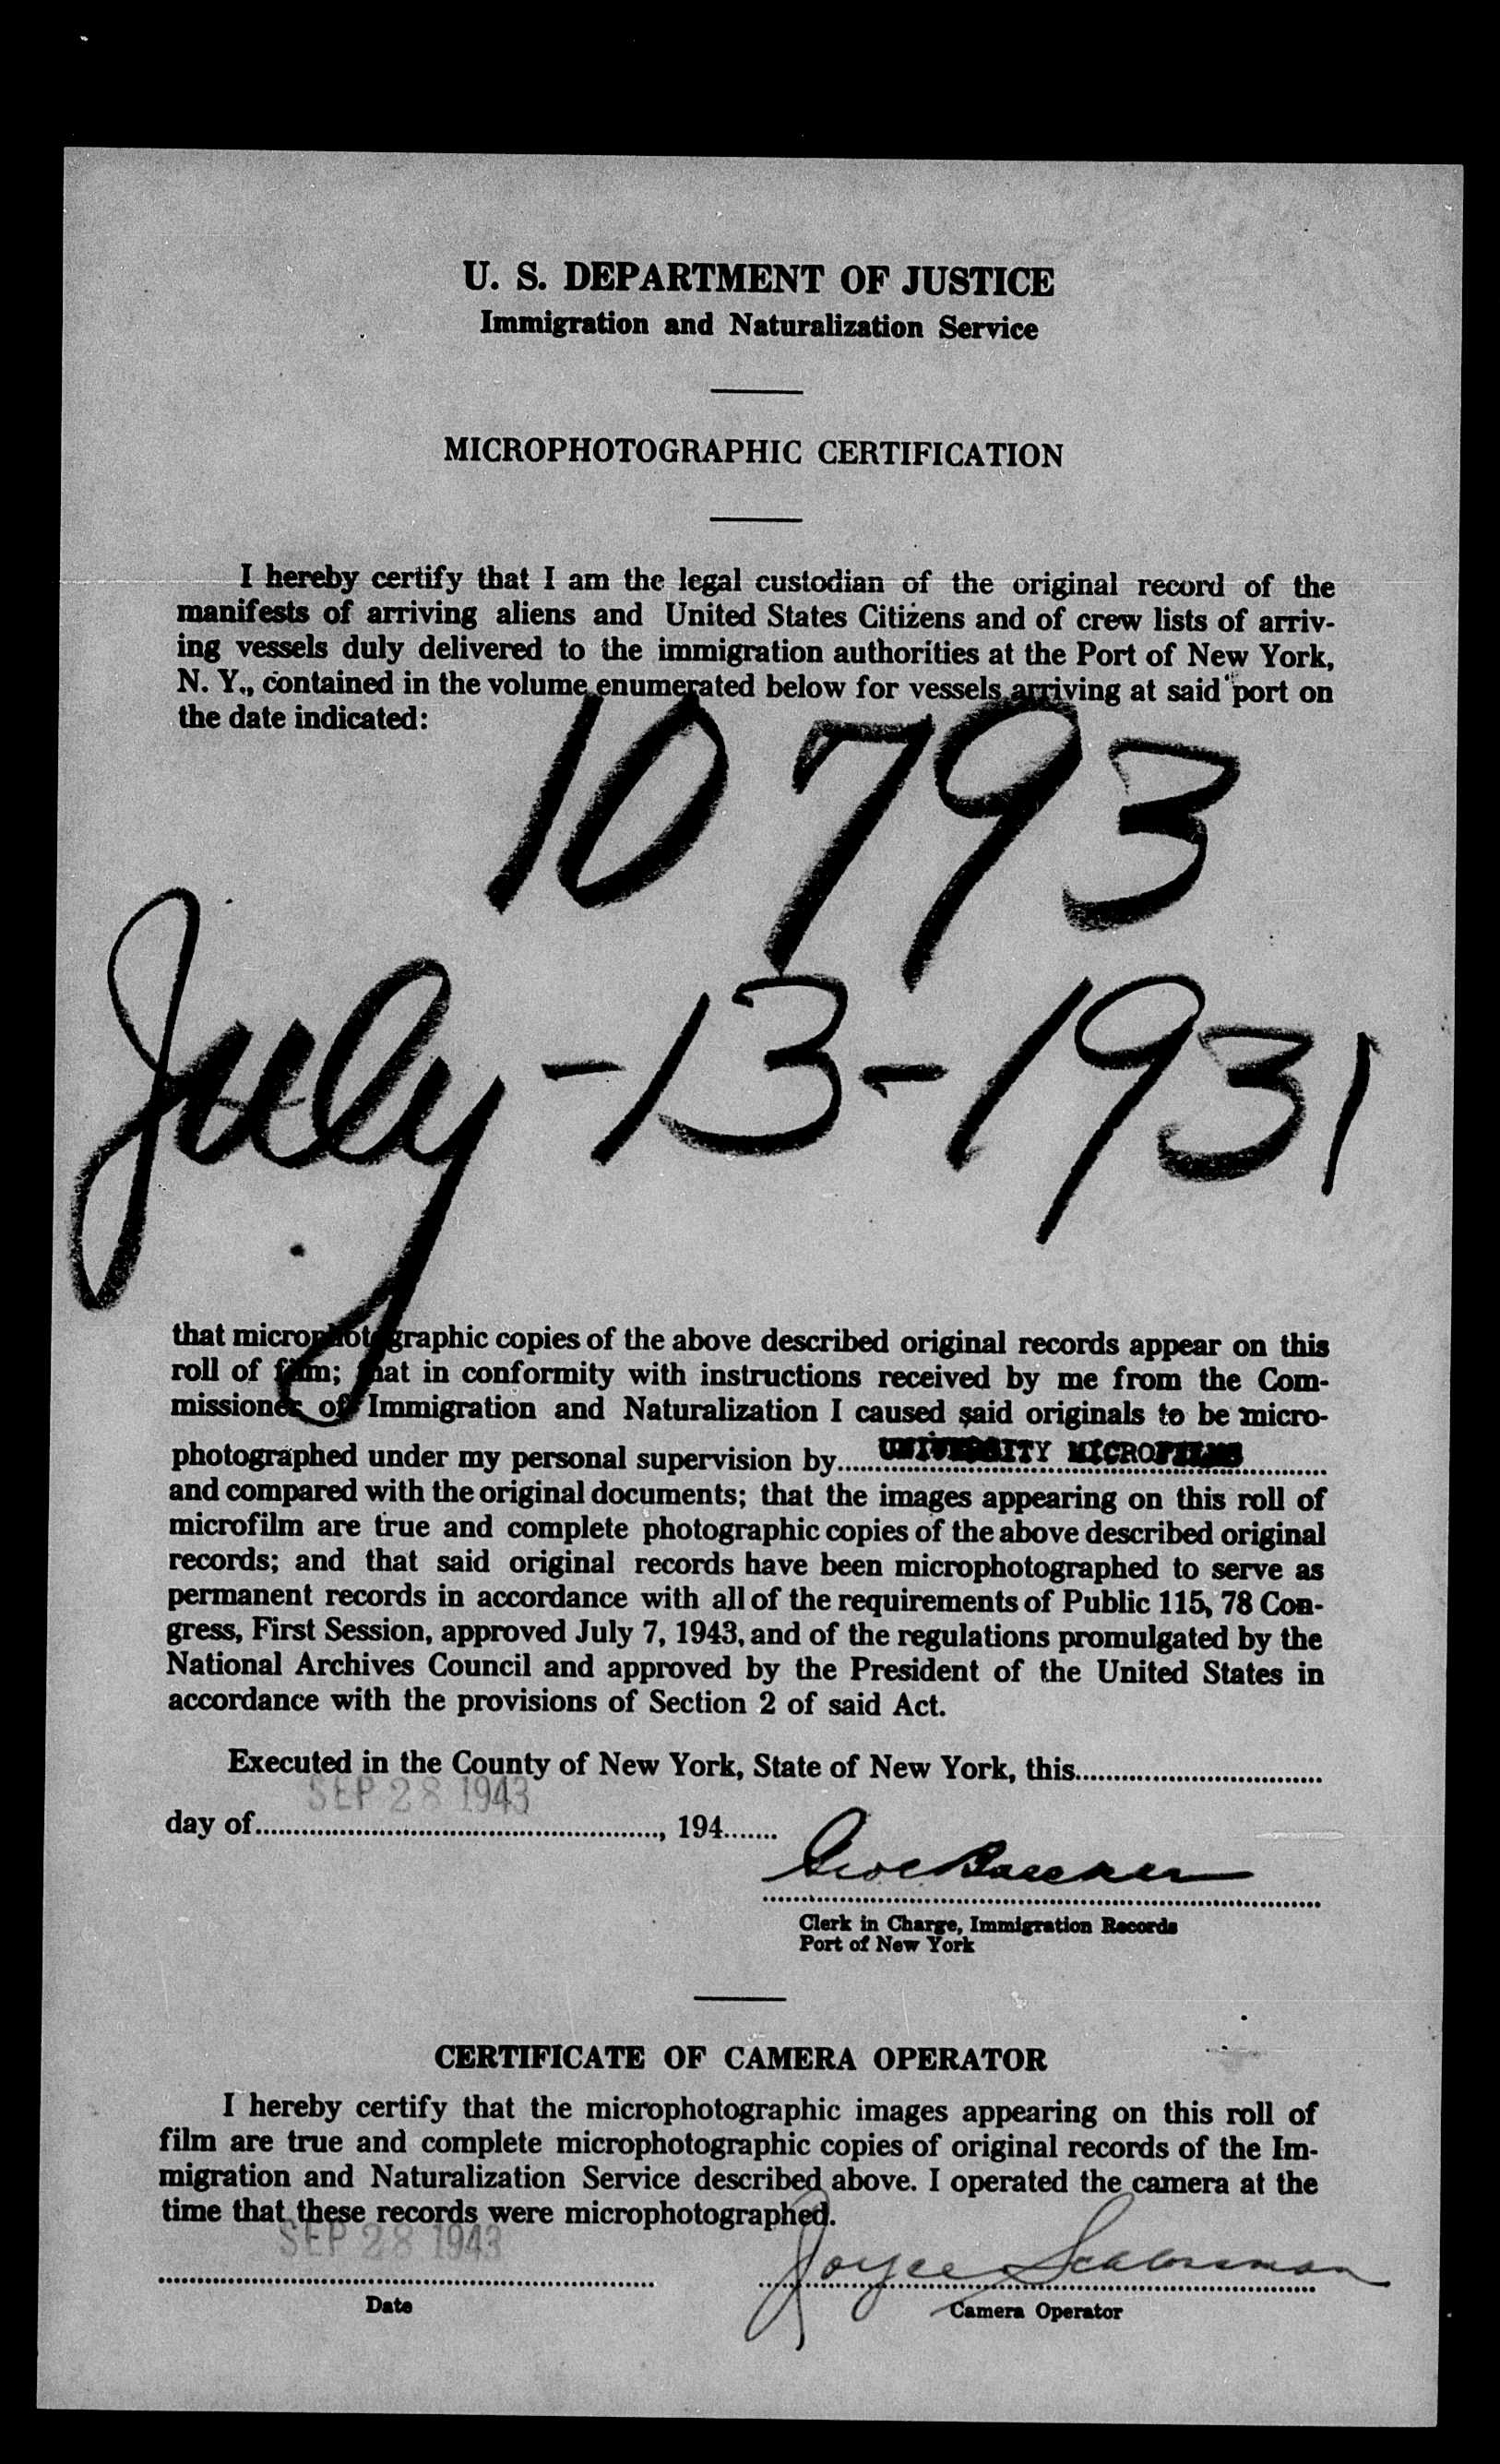 U. S. DEPARTMENT OF JUSTICE
Immigration and Naturalization Service
MICROPHOTOGRAPHIC CERTIFICATION
I hereby certify that I am the legal custodian of the original record of the
manifests of arriving aliens and United States Citizens and of crew lists of arriv-
ing vessels duly delivered to the immigration authorities at the Port of New York,
N. Y., contained in the volume enumerated below for vessels arriving at said port on
the date indicated:
10793
July-13-1931
that microphotographic copies of the above described original records appear on this
roll of film; that in conformity with instructions received by me from the Com-
missioner of Immigration and Naturalization I caused said originals to be micro-
photographed under my personal supervision by UNIVERSITY MICROFILMS
and compared with the original documents; that the images appearing on this roll of
microfilm are true and complete photographic copies of the above described original
records; and that said original records have been microphotographed to serve as
permanent records in accordance with all of the requirements of Public 115, 78 Con-
gress, First Session, approved July 7, 1943, and of the regulations promulgated by the
National Archives Council and approved by the President of the United States in
accordance with the provisions of Section 2 of said Act.
Executed in the County of New York, State of New York, this
SEP 28 1943
day of, 194
Clerk in Charge, Immigration Records
Port of New York
CERTIFICATE OF CAMERA OPERATOR
I hereby certify that the microphotographic images appearing on this roll of
film are true and complete microphotographic copies of original records of the Im-
migration and Naturalization Service described above. I operated the camera at the
time that these records were microphotographed.
SEP 28 1943
Joyce
Date
Camera Operator